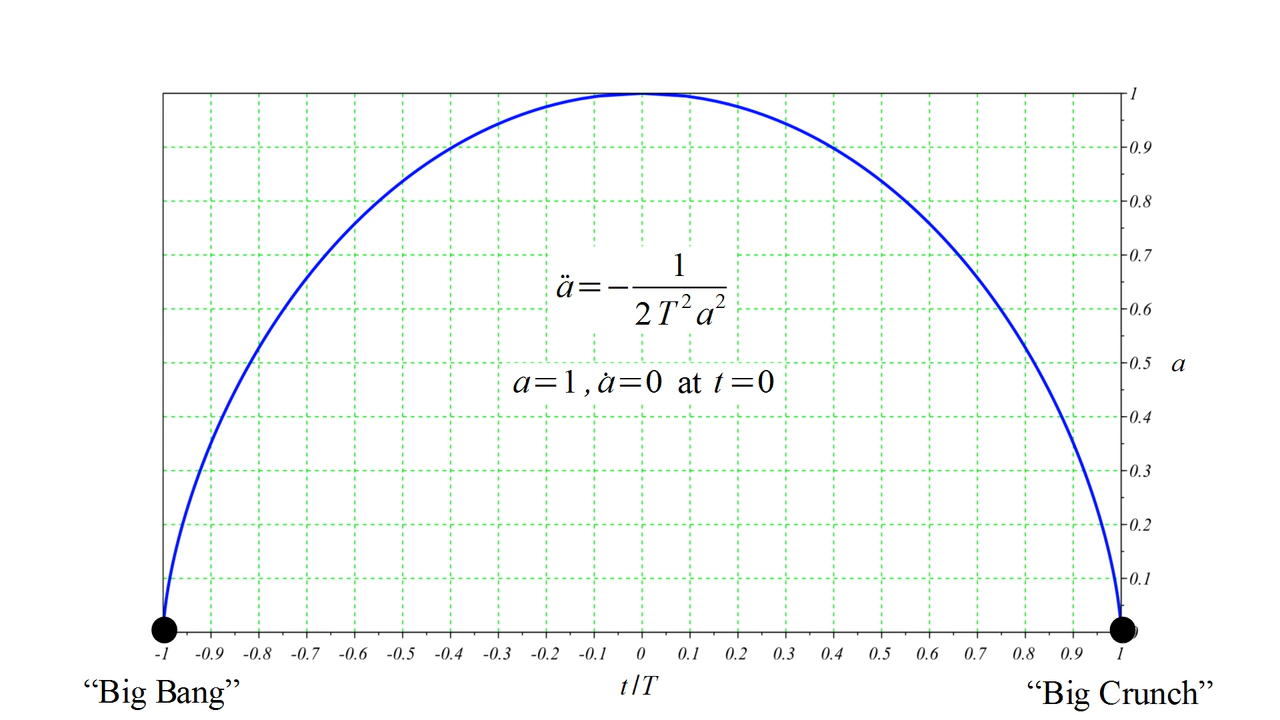 1
0.9
0.8
0.7
ä = − 1 / (2 T² a²)
0.6
0.5
a
a = 1 , ȧ = 0 at t = 0
0.4
0.3
0.2
0.1
-1 -0.9 -0.8 -0.7 -0.6 -0.5 -0.4 -0.3 -0.2 -0.1 0 0.1 0.2 0.3 0.4 0.5 0.6 0.7 0.8 0.9 1
t/T
“Big Bang”
“Big Crunch”